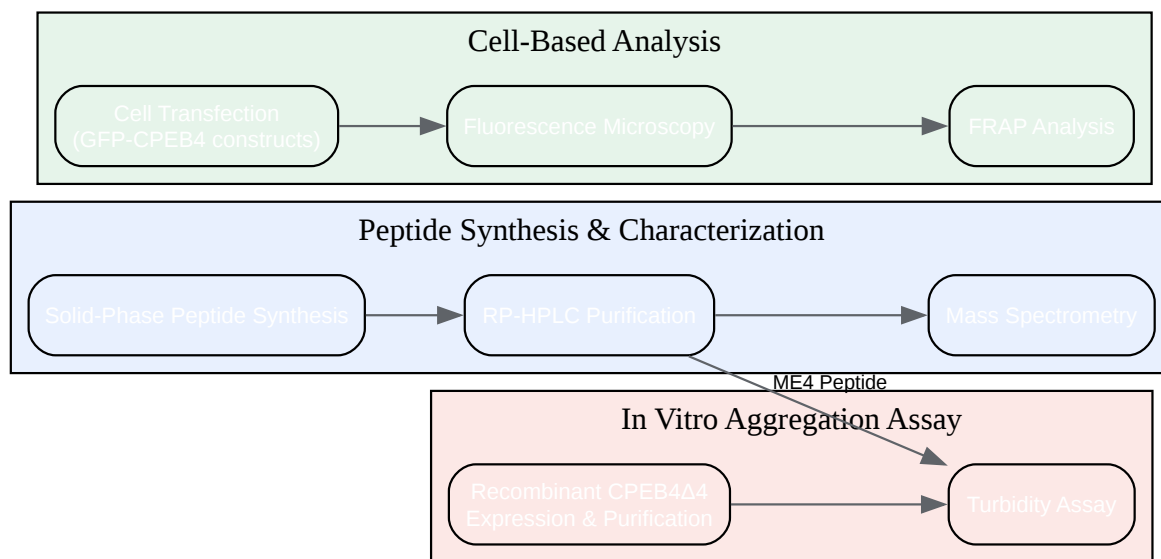 Cell-Based Analysis
Cell Transfection
(GFP-CPEB4 constructs)
Fluorescence Microscopy
FRAP Analysis
Peptide Synthesis & Characterization
Solid-Phase Peptide Synthesis
RP-HPLC Purification
Mass Spectrometry
ME4 Peptide
In Vitro Aggregation Assay
Recombinant CPEB4Δ4
Expression & Purification
Turbidity Assay